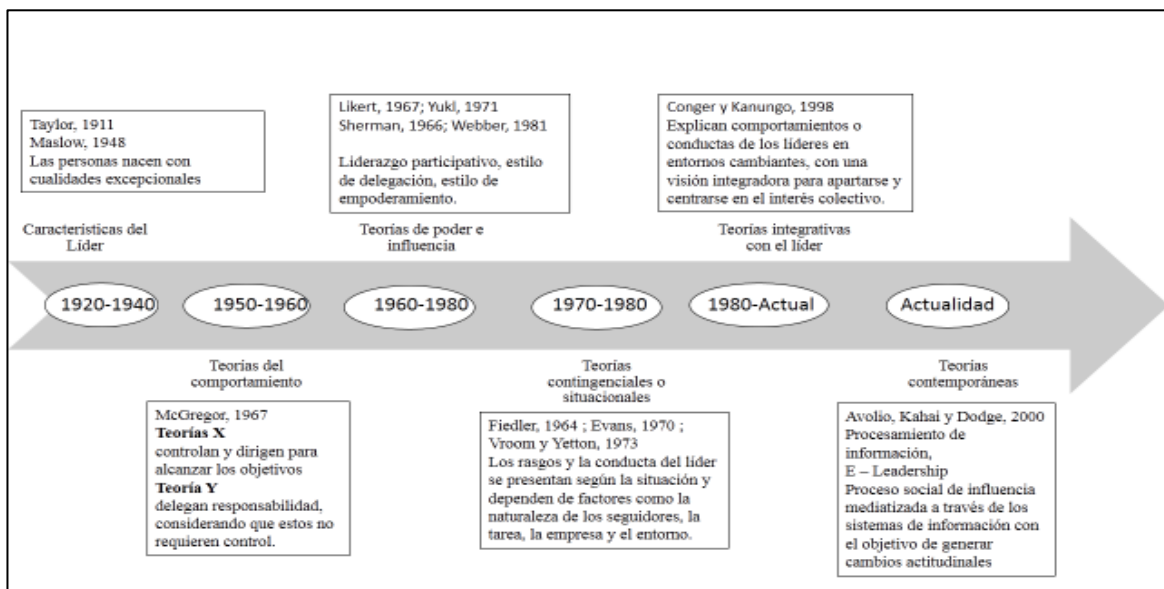 Taylor, 1911
Maslow, 1948
Las personas nacen con
cualidades excepcionales
Características del
Líder
Likert, 1967; Yukl, 1971
Sherman, 1966; Webber, 1981
Liderazgo participativo, estilo
de delegación, estilo de
empoderamiento.
Teorías de poder e
influencia
Conger y Kanungo, 1998
Explican comportamientos o
conductas de los líderes en
entornos cambiantes, con una
visión integradora para apartarse y
centrarse en el interés colectivo.
Teorías integrativas
con el líder
1920-1940
1950-1960
1960-1980
1970-1980
1980-Actual
Actualidad
Teorías del
comportamiento
McGregor, 1967
Teorías X
controlan y dirigen para
alcanzar los objetivos
Teoría Y
delegan responsabilidad,
considerando que estos no
requieren control.
Teorías
contingenciales o
situacionales
Fiedler, 1964 ; Evans, 1970 ;
Vroom y Yetton, 1973
Los rasgos y la conducta del líder
se presentan según la situación y
dependen de factores como la
naturaleza de los seguidores, la
tarea, la empresa y el entorno.
Teorías
contemporáneas
Avolio, Kahai y Dodge, 2000
Procesamiento de
información,
E – Leadership
Proceso social de influencia
mediatizada a través de los
sistemas de información con
el objetivo de generar
cambios actitudinales